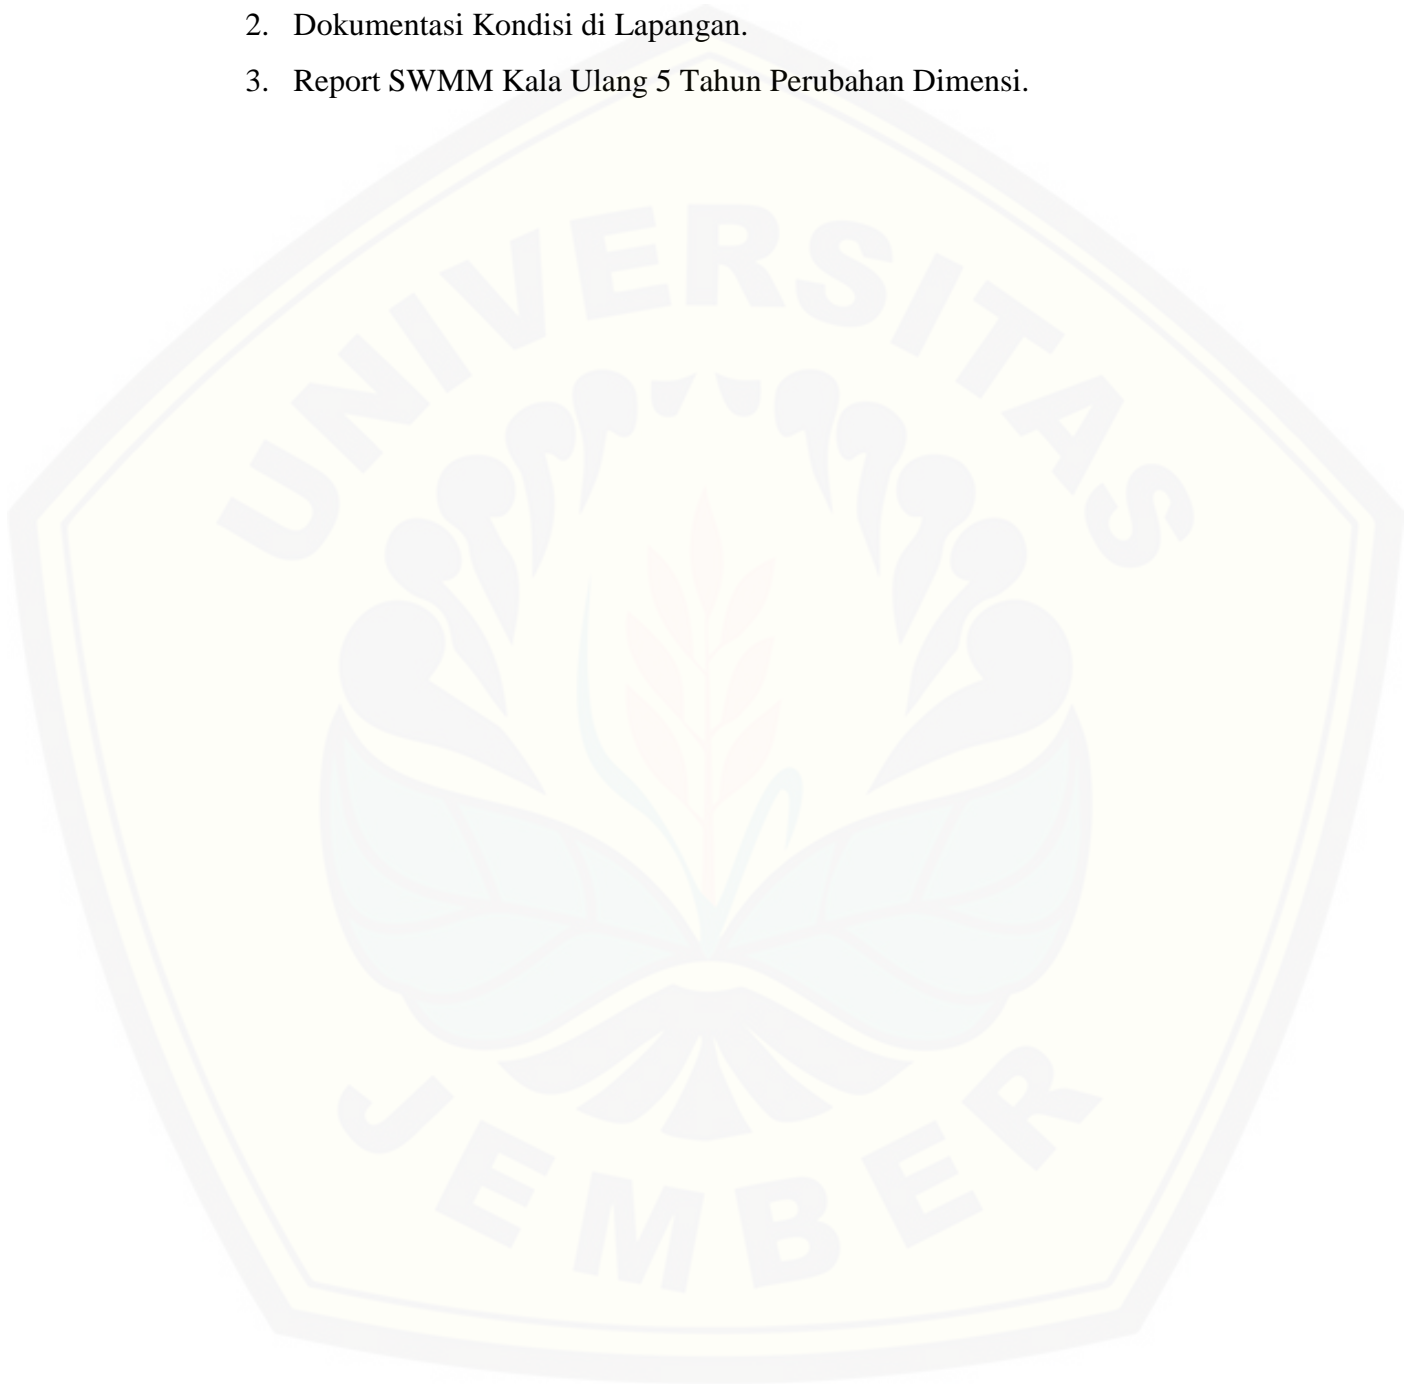 2. Dokumentasi Kondisi di Lapangan.
3. Report SWMM Kala Ulang 5 Tahun Perubahan Dimensi.
UNIVERSITAS
JEMBER